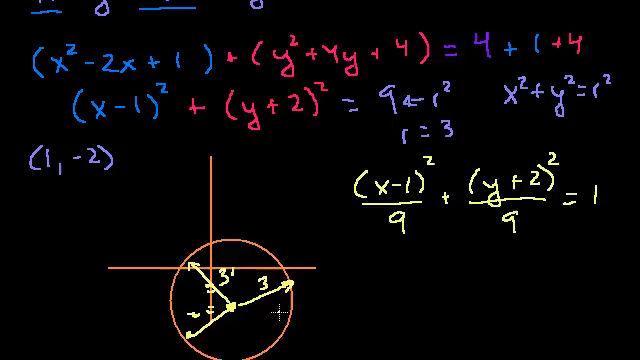 (x² - 2x + 1) + (y² + 4y + 4) = 4 + 1 + 4
(x-1)² + (y+2)² = 9 ← r²
x² + y² = r²
r = 3
(1, -2)
(x-1)²/9 + (y+2)²/9 = 1
3
3